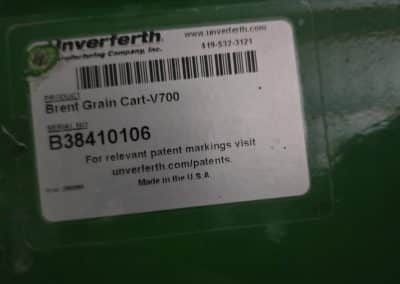 Unverferth
www.unverferth.com
Manufacturing Company, Inc.
419-532-3121
PRODUCT
Brent Grain Cart-V700
SERIAL NO
B38410106
For relevant patent markings visit
unverferth.com/patents.
Made in the U.S.A.